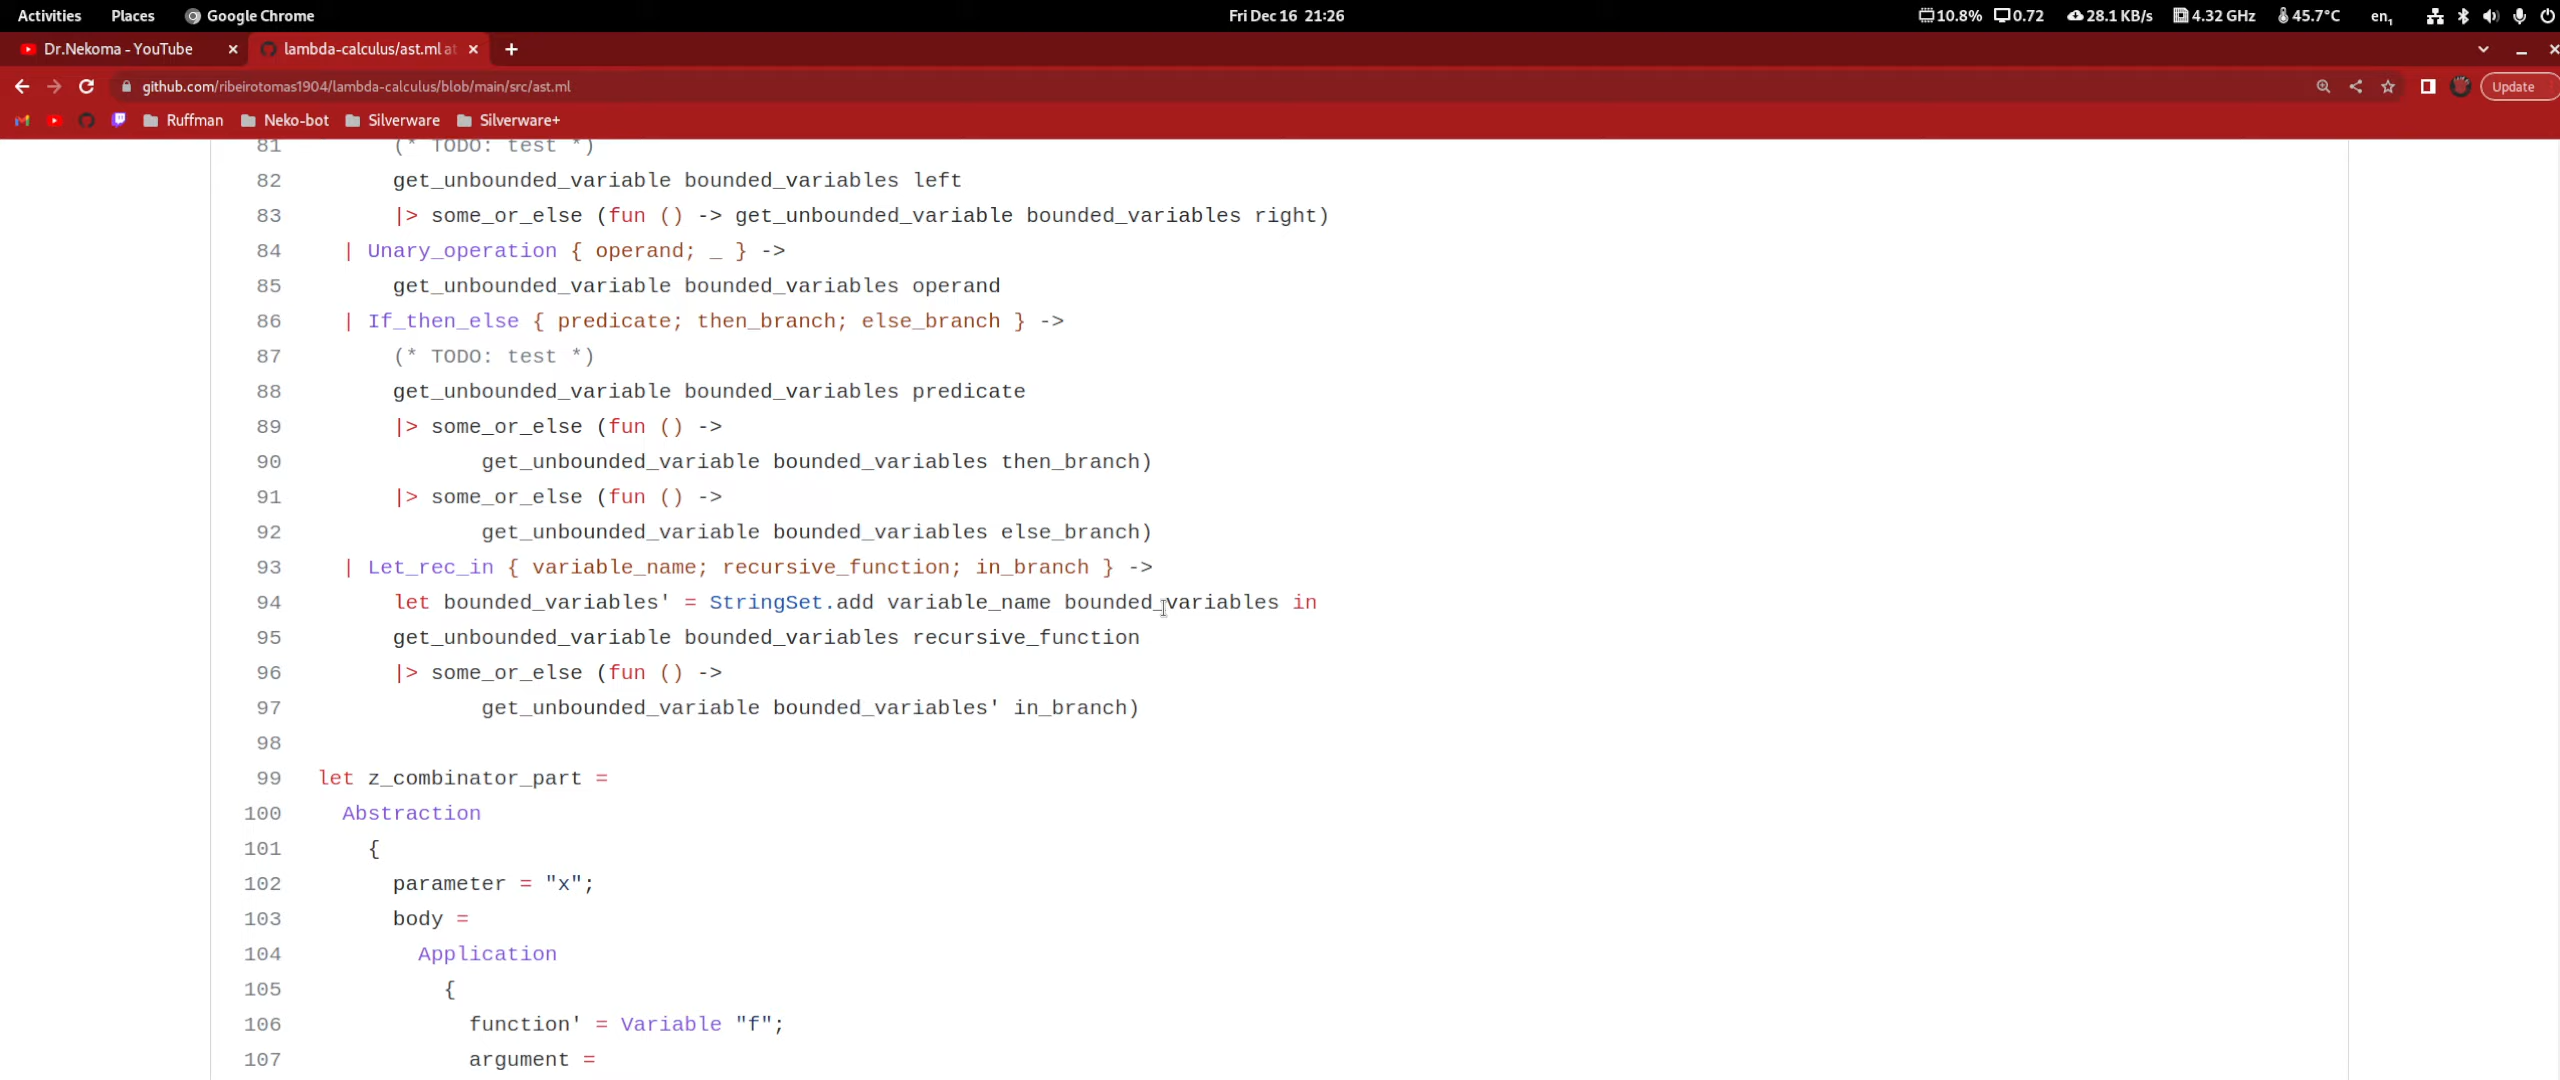 Activities Places Google Chrome Fri Dec 16 21:26 10.8% 0.72 28.1 KB/s 4.32 GHz 45.7°C en1
Dr.Nekoma - YouTube lambda-calculus/ast.ml at
github.com/ribeirotomas1904/lambda-calculus/blob/main/src/ast.ml Update
Ruffman Neko-bot Silverware Silverware+
81 (* TODO: test *)
82 get_unbounded_variable bounded_variables left
83 |> some_or_else (fun () -> get_unbounded_variable bounded_variables right)
84 | Unary_operation { operand; _ } ->
85 get_unbounded_variable bounded_variables operand
86 | If_then_else { predicate; then_branch; else_branch } ->
87 (* TODO: test *)
88 get_unbounded_variable bounded_variables predicate
89 |> some_or_else (fun () ->
90 get_unbounded_variable bounded_variables then_branch)
91 |> some_or_else (fun () ->
92 get_unbounded_variable bounded_variables else_branch)
93 | Let_rec_in { variable_name; recursive_function; in_branch } ->
94 let bounded_variables' = StringSet.add variable_name bounded_variables in
95 get_unbounded_variable bounded_variables recursive_function
96 |> some_or_else (fun () ->
97 get_unbounded_variable bounded_variables' in_branch)
98
99 let z_combinator_part =
100 Abstraction
101 {
102 parameter = "x";
103 body =
104 Application
105 {
106 function' = Variable "f";
107 argument =